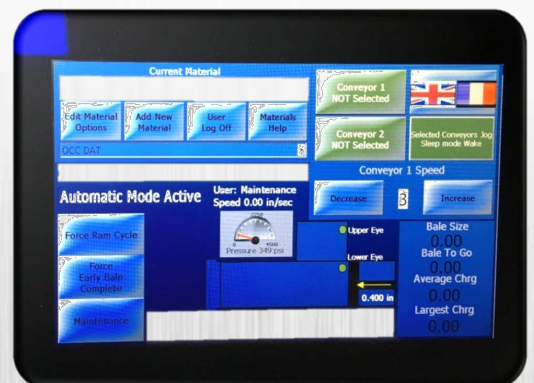 Current Material
Edit Material
Options
Add New
Material
User
Log Off
Materials
Help
OCC.DAT
Conveyor 1
NOT Selected
Conveyor 2
NOT Selected
Selected Conveyors Jog
Sleep mode Wake
Conveyor 1 Speed
Decrease
3
Increase
Automatic Mode Active
User: Maintenance
Speed 0.00 in/sec
2250
0
4500
Pressure 349 psi
Force Ram Cycle
Force
Early Bale
Complete
Maintenance
Upper Eye
Lower Eye
0.400 in
Bale Size
0.00
Bale To Go
0.00
Average Chrg
0.00
Largest Chrg
0.00